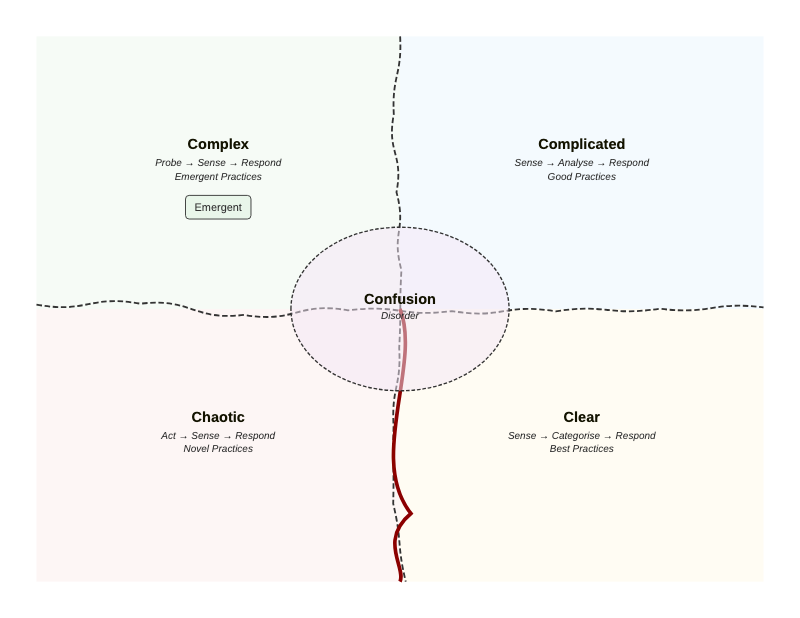 Complex
Probe → Sense → Respond
Emergent Practices
Emergent
Complicated
Sense → Analyse → Respond
Good Practices
Confusion
Disorder
Chaotic
Act → Sense → Respond
Novel Practices
Clear
Sense → Categorise → Respond
Best Practices